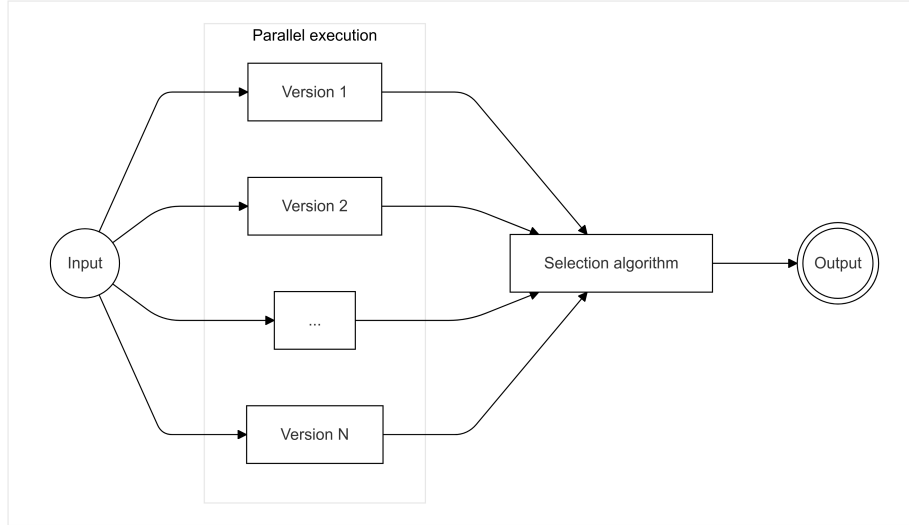 Parallel execution
Version 1
Version 2
Input
Selection algorithm
Output
...
Version N